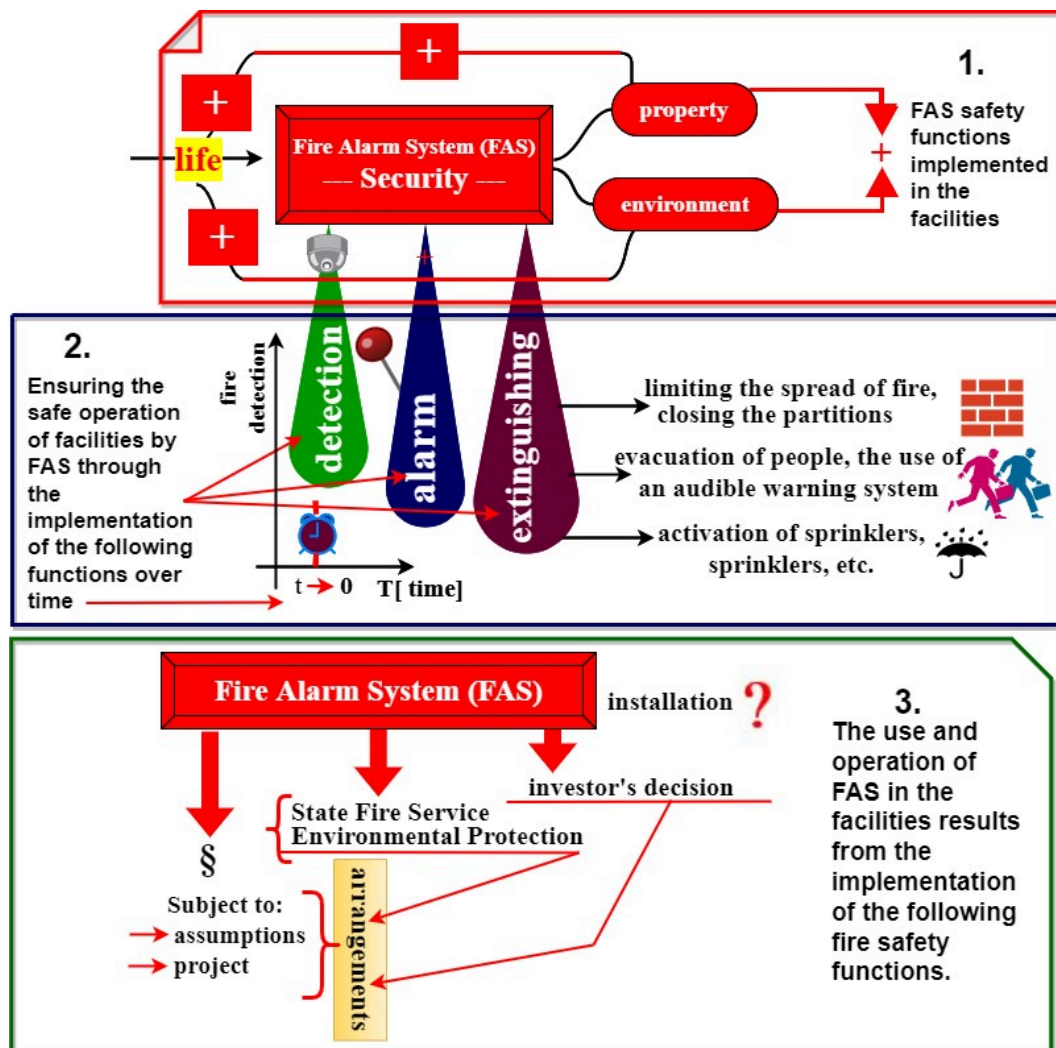 1.
FAS safety
functions
implemented
in the
facilities
+
+
+
life
Fire Alarm System (FAS)
— Security —
property
environment
+
+
2.
Ensuring the
safe operation
of facilities by
FAS through
the
implementation
of the following
functions over
time
fire
detection
t → 0
T[ time]
detection
alarm
extinguishing
limiting the spread of fire,
closing the partitions
evacuation of people, the use of
an audible warning system
activation of sprinklers,
sprinklers, etc.
Fire Alarm System (FAS)
installation ?
investor's decision
State Fire Service
Environmental Protection
§
Subject to:
assumptions
project
arrangements
3.
The use and
operation of
FAS in the
facilities results
from the
implementation
of the following
fire safety
functions.